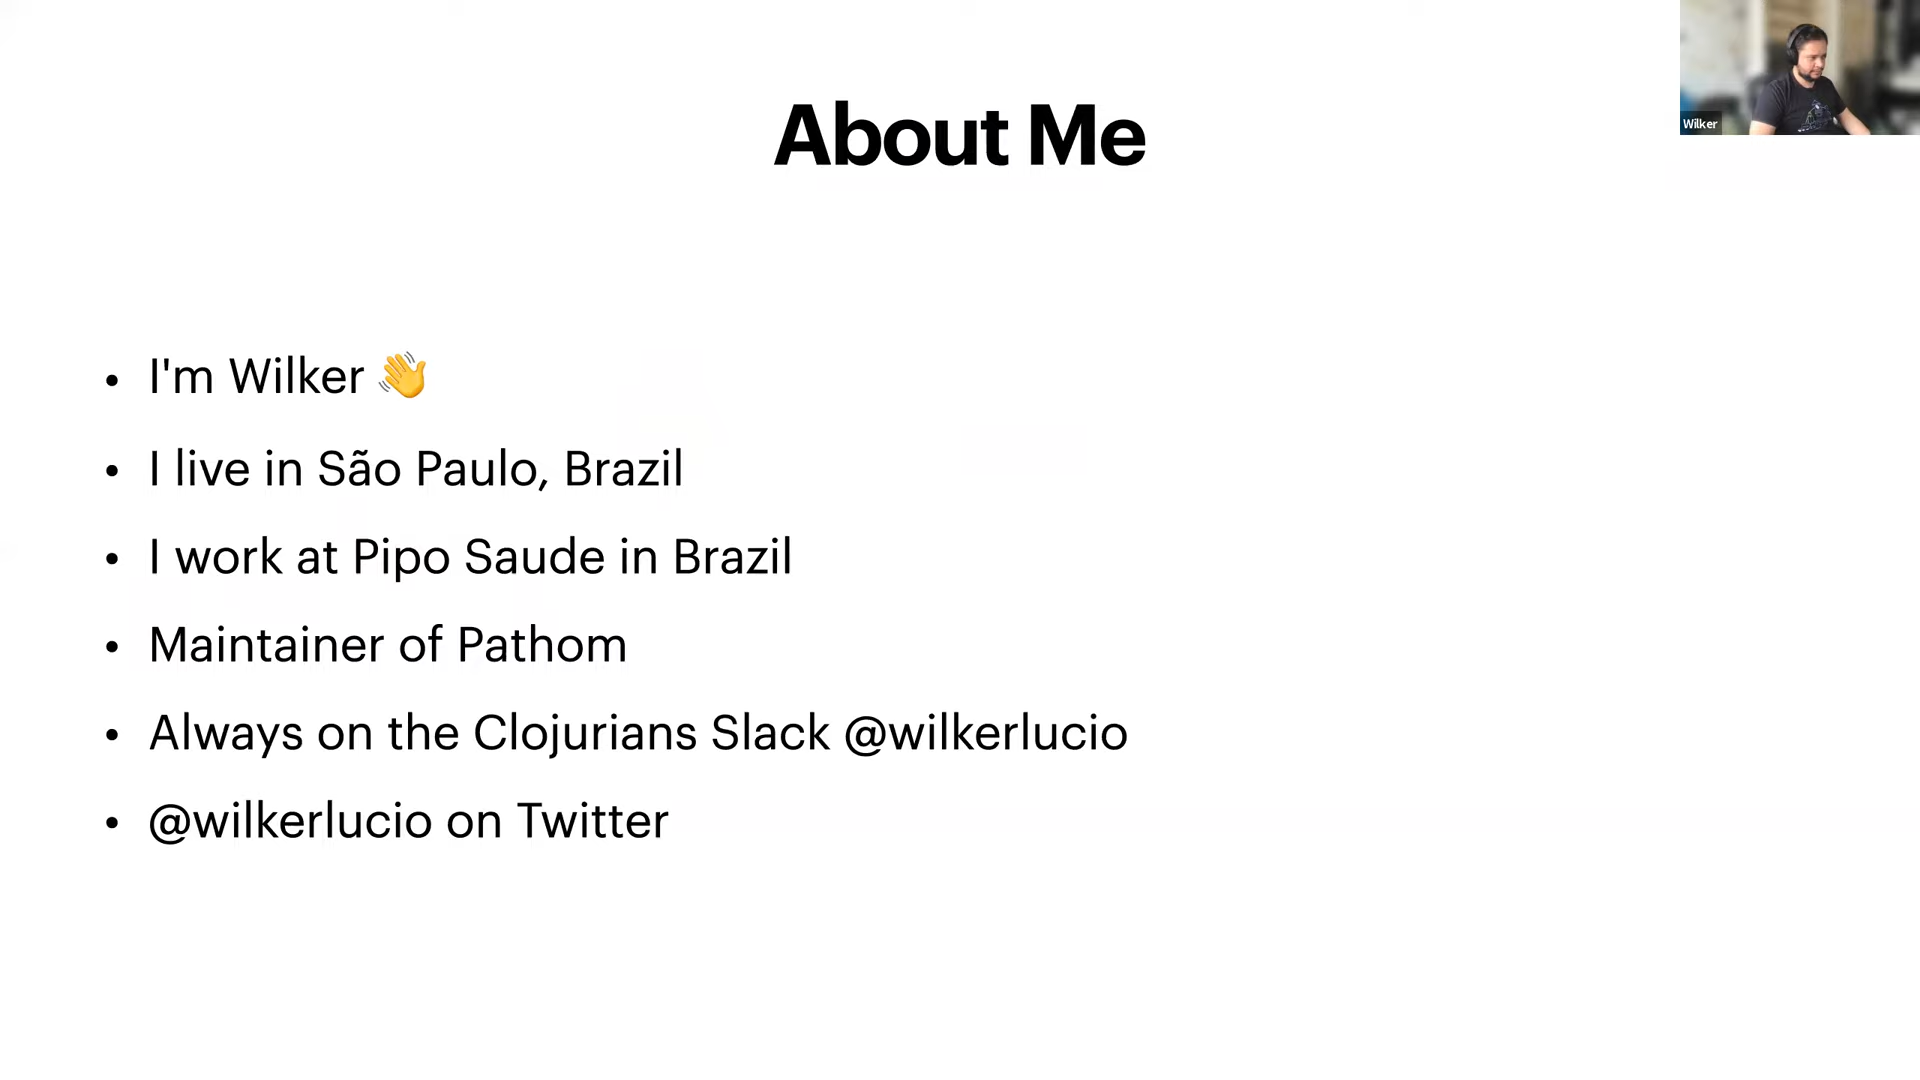 About Me
Wilker
• I'm Wilker 👋
• I live in São Paulo, Brazil
• I work at Pipo Saude in Brazil
• Maintainer of Pathom
• Always on the Clojurians Slack @wilkerlucio
• @wilkerlucio on Twitter